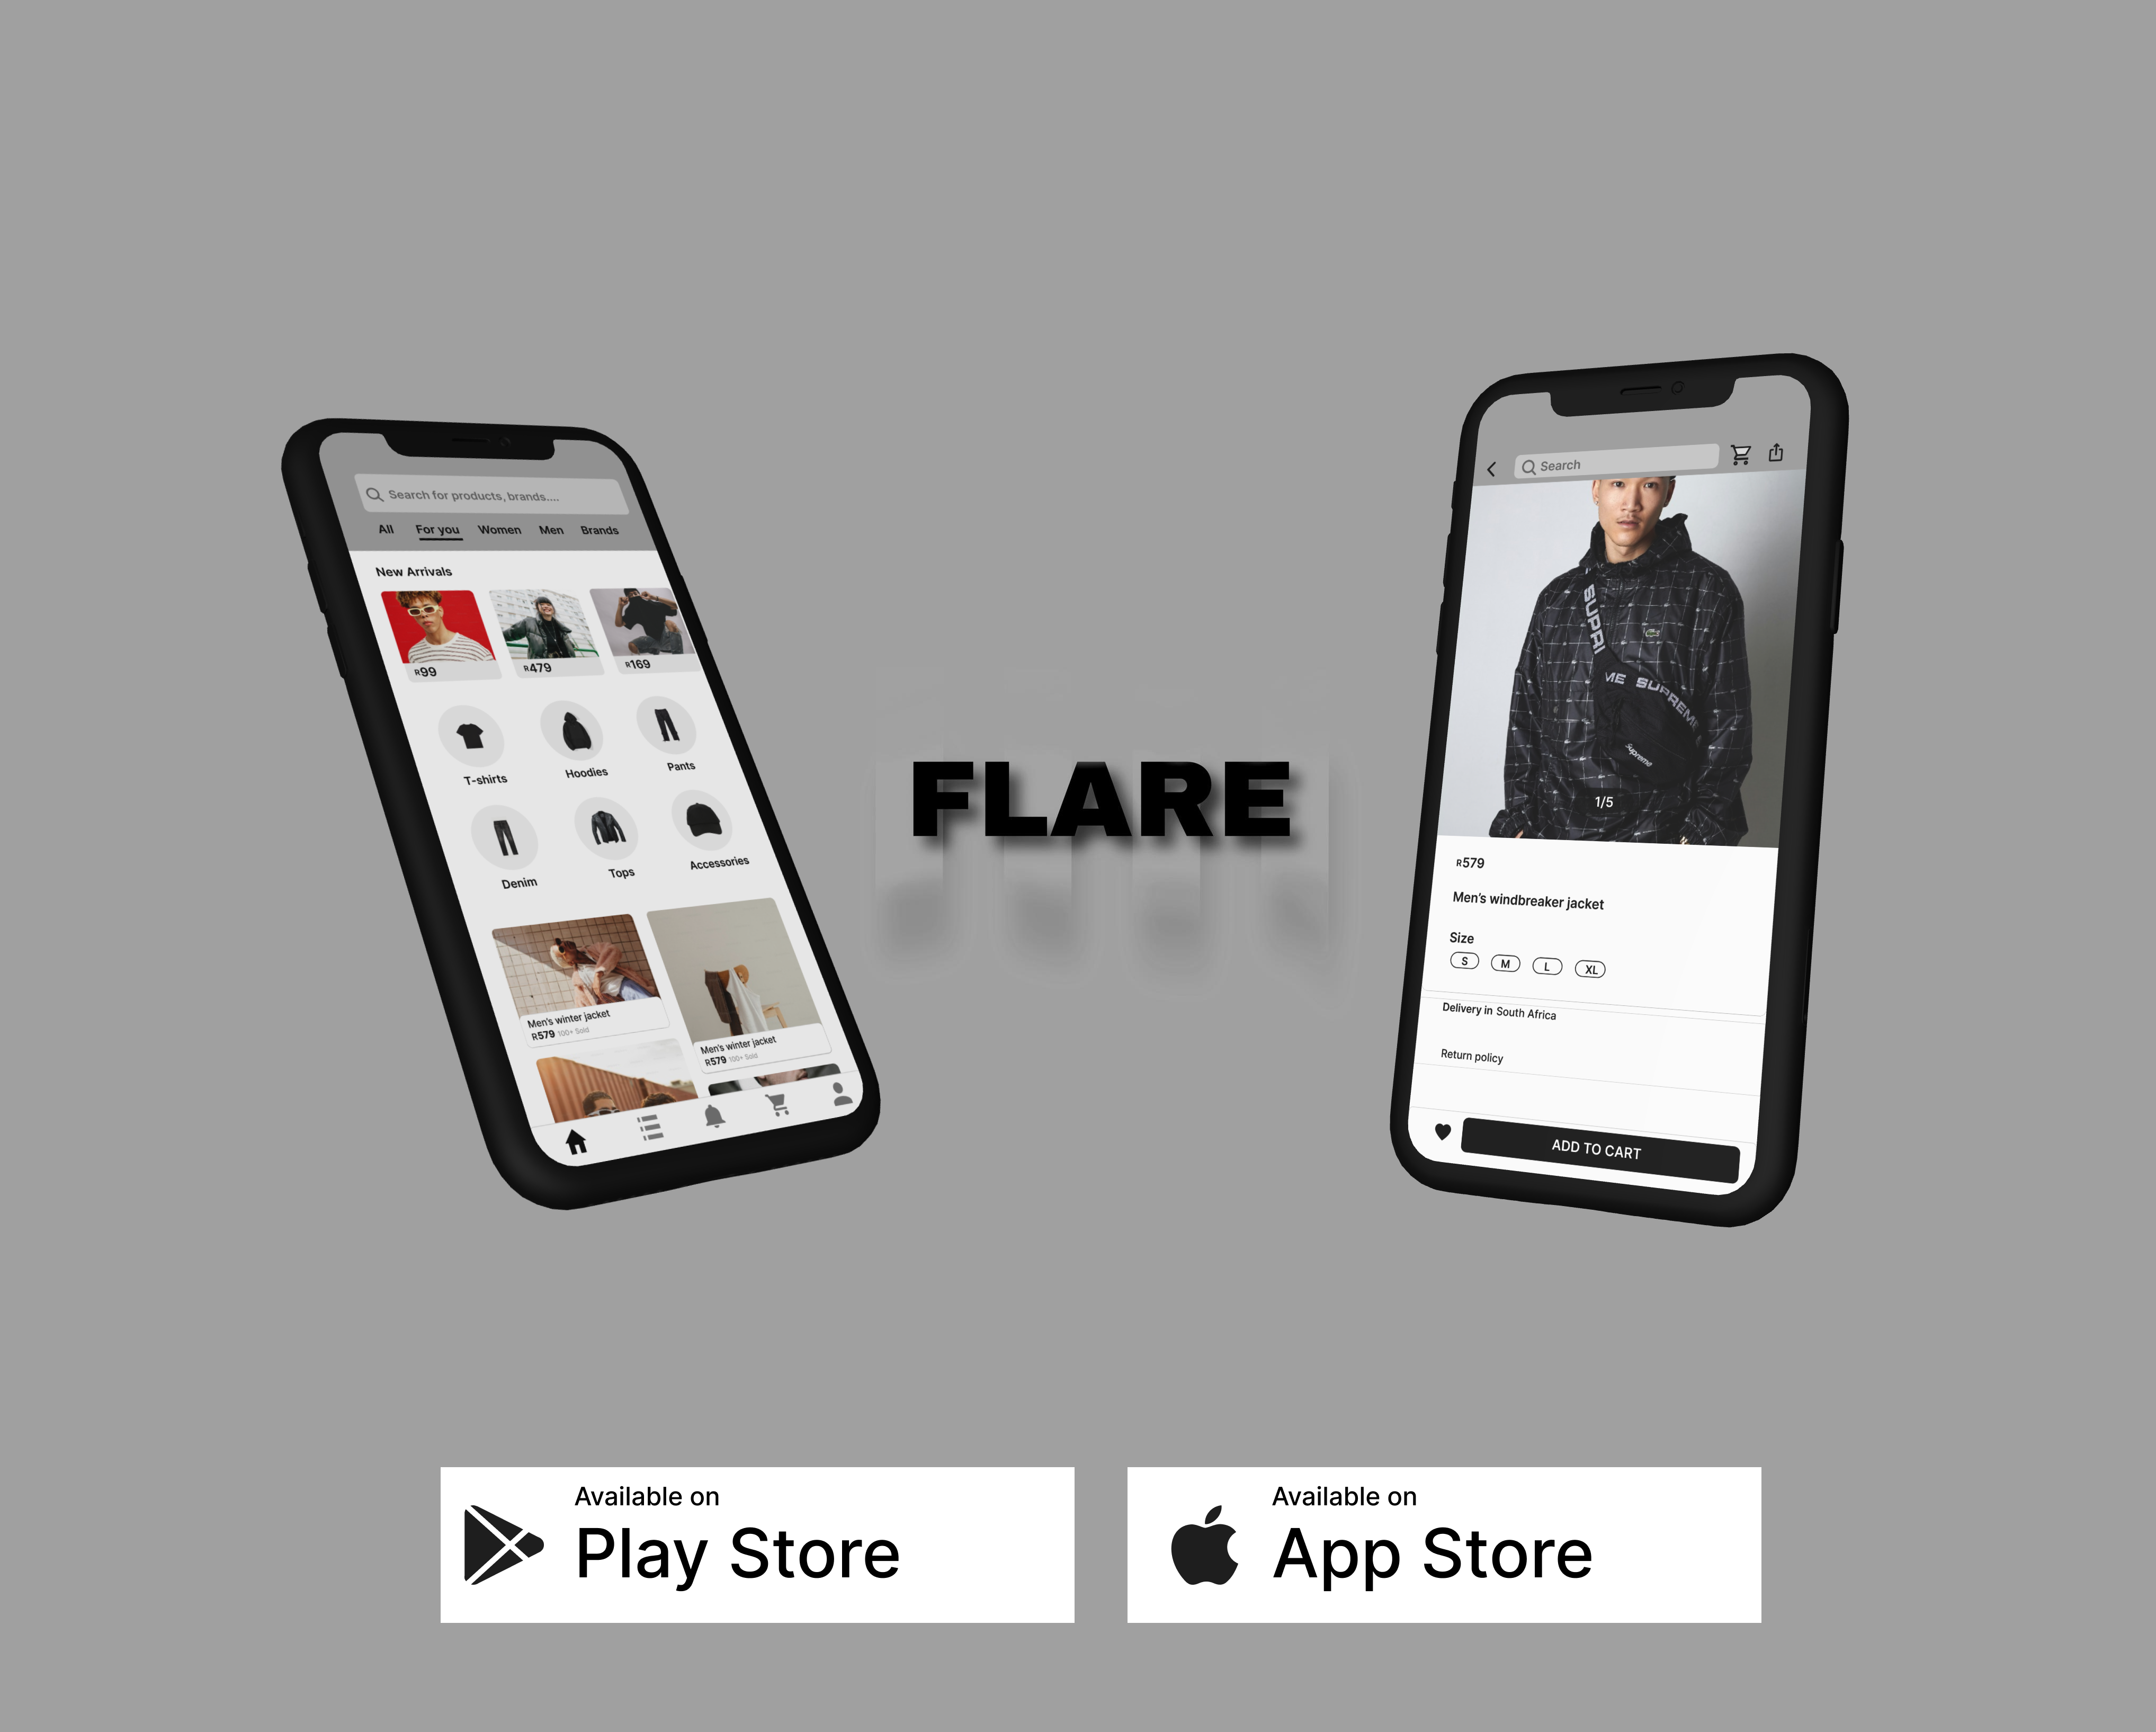 Search for products, brands....
All For you Women Men Brands
New Arrivals
R99 R479 R169
T-shirts Hoodies Pants
Denim Tops Accessories
Men's winter jacket
R579 100+ Sold
Men's winter jacket
R579 100+ Sold
FLARE
Search
SUPR
ME SUPREM
Supreme
1/5
R579
Men's windbreaker jacket
Size
S M L XL
Delivery in South Africa
Return policy
ADD TO CART
Available on
Play Store
Available on
App Store